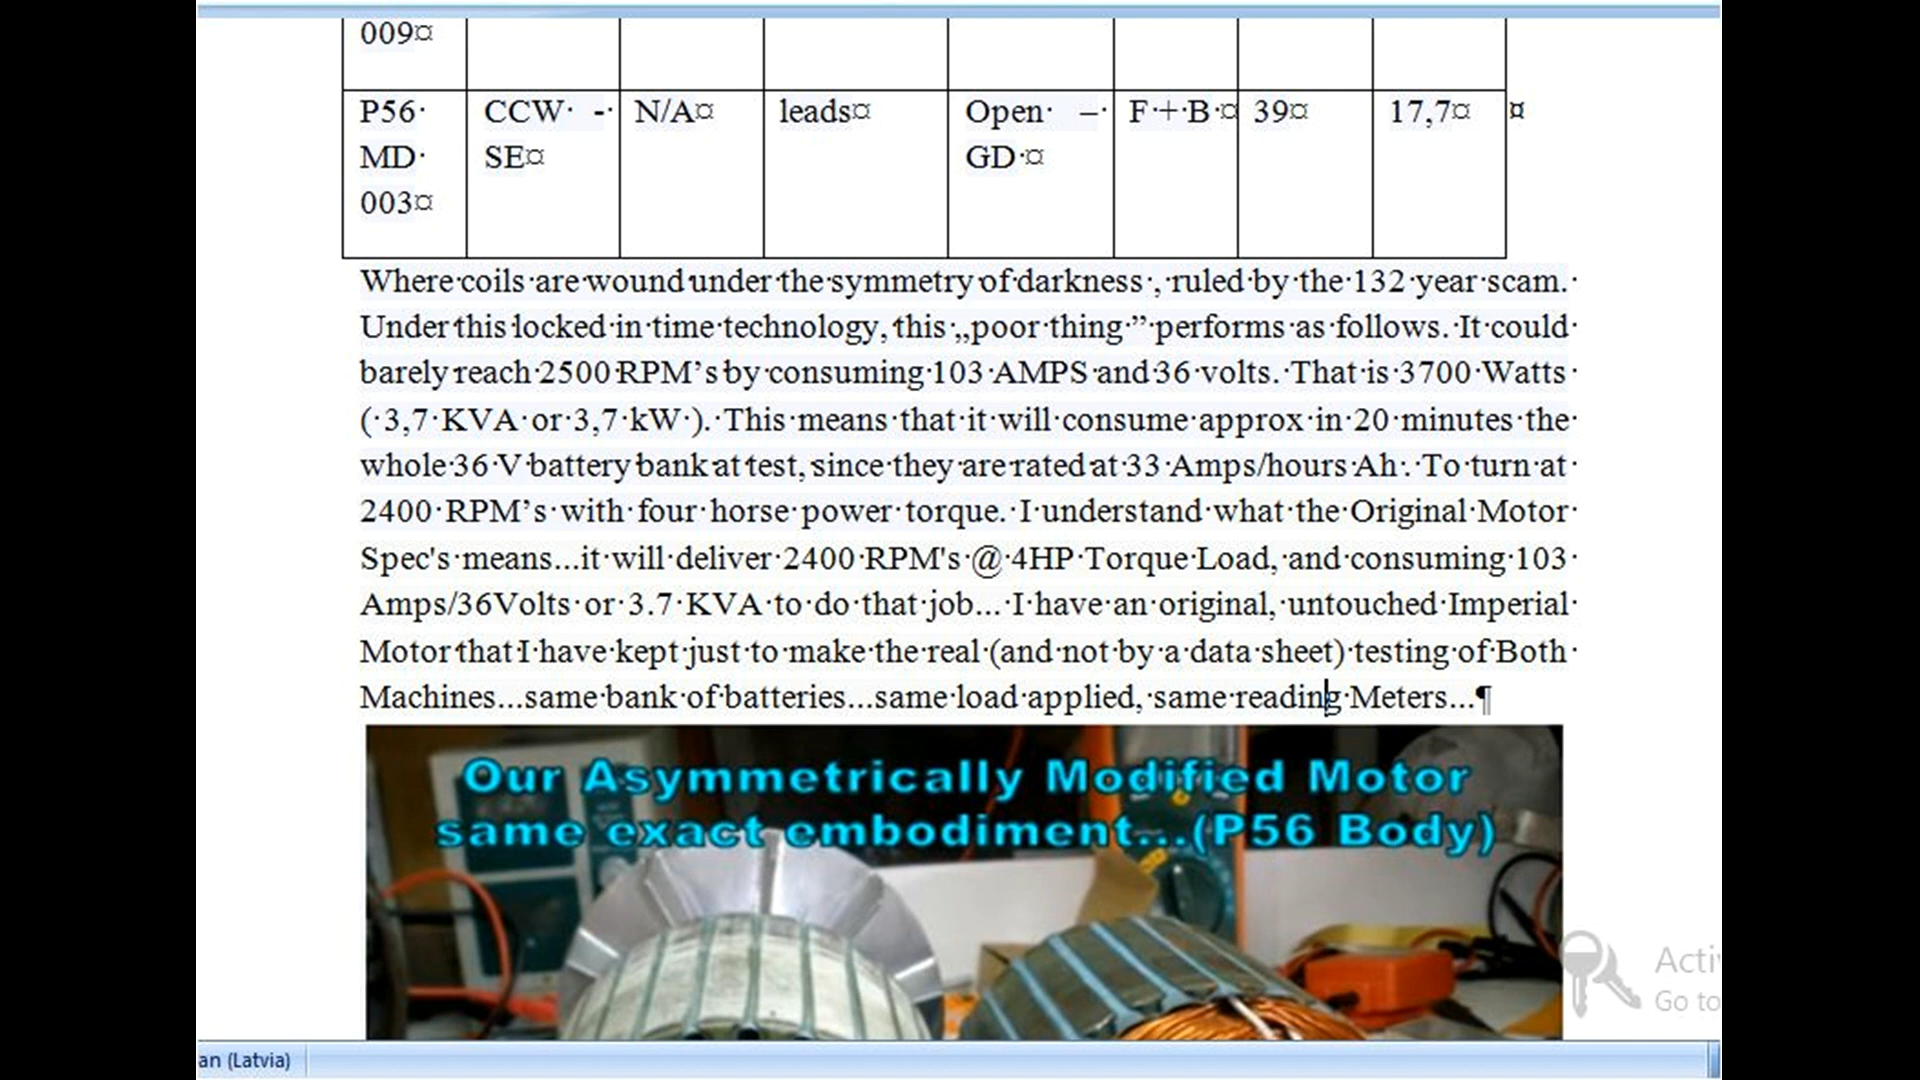 009¤
P56· CCW· -· N/A¤ leads¤ Open· –· F·+·B·¤ 39¤ 17,7¤ ¤
MD· SE¤ GD·¤
003¤
Where·coils·are·wound·under·the·symmetry·of·darkness·,·ruled·by·the·132·year·scam.·
Under·this·locked·in·time·technology,·this·„poor·thing·”·performs·as·follows.·It·could·
barely·reach·2500·RPM’s·by·consuming·103·AMPS·and·36·volts.·That·is·3700·Watts·
(·3,7·KVA·or·3,7·kW·).·This·means·that·it·will·consume·approx·in·20·minutes·the·
whole·36·V·battery·bank·at·test,·since·they·are·rated·at·33·Amps/hours·Ah·.·To·turn·at·
2400·RPM’s·with·four·horse·power·torque.·I·understand·what·the·Original·Motor·
Spec's·means...it·will·deliver·2400·RPM's·@·4HP·Torque·Load,·and·consuming·103·
Amps/36Volts·or·3.7·KVA·to·do·that·job...·I·have·an·original,·untouched·Imperial·
Motor·that·I·have·kept·just·to·make·the·real·(and·not·by·a·data·sheet)·testing·of·Both·
Machines...same·bank·of·batteries...same·load·applied,·same·reading·Meters...¶
Our Asymmetrically Modified Motor
same exact embodiment...(P56 Body)
Acti
Go to
an (Latvia)